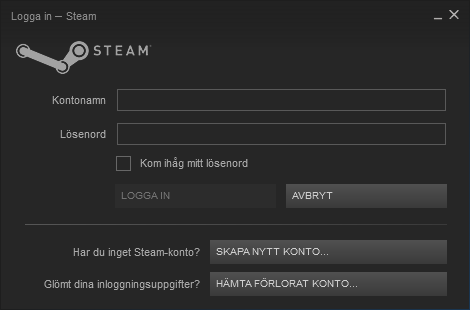 Logga in — Steam
STEAM™
Kontonamn
Lösenord
Kom ihåg mitt lösenord
LOGGA IN AVBRYT
Har du inget Steam-konto? SKAPA NYTT KONTO...
Glömt dina inloggningsuppgifter? HÄMTA FÖRLORAT KONTO...